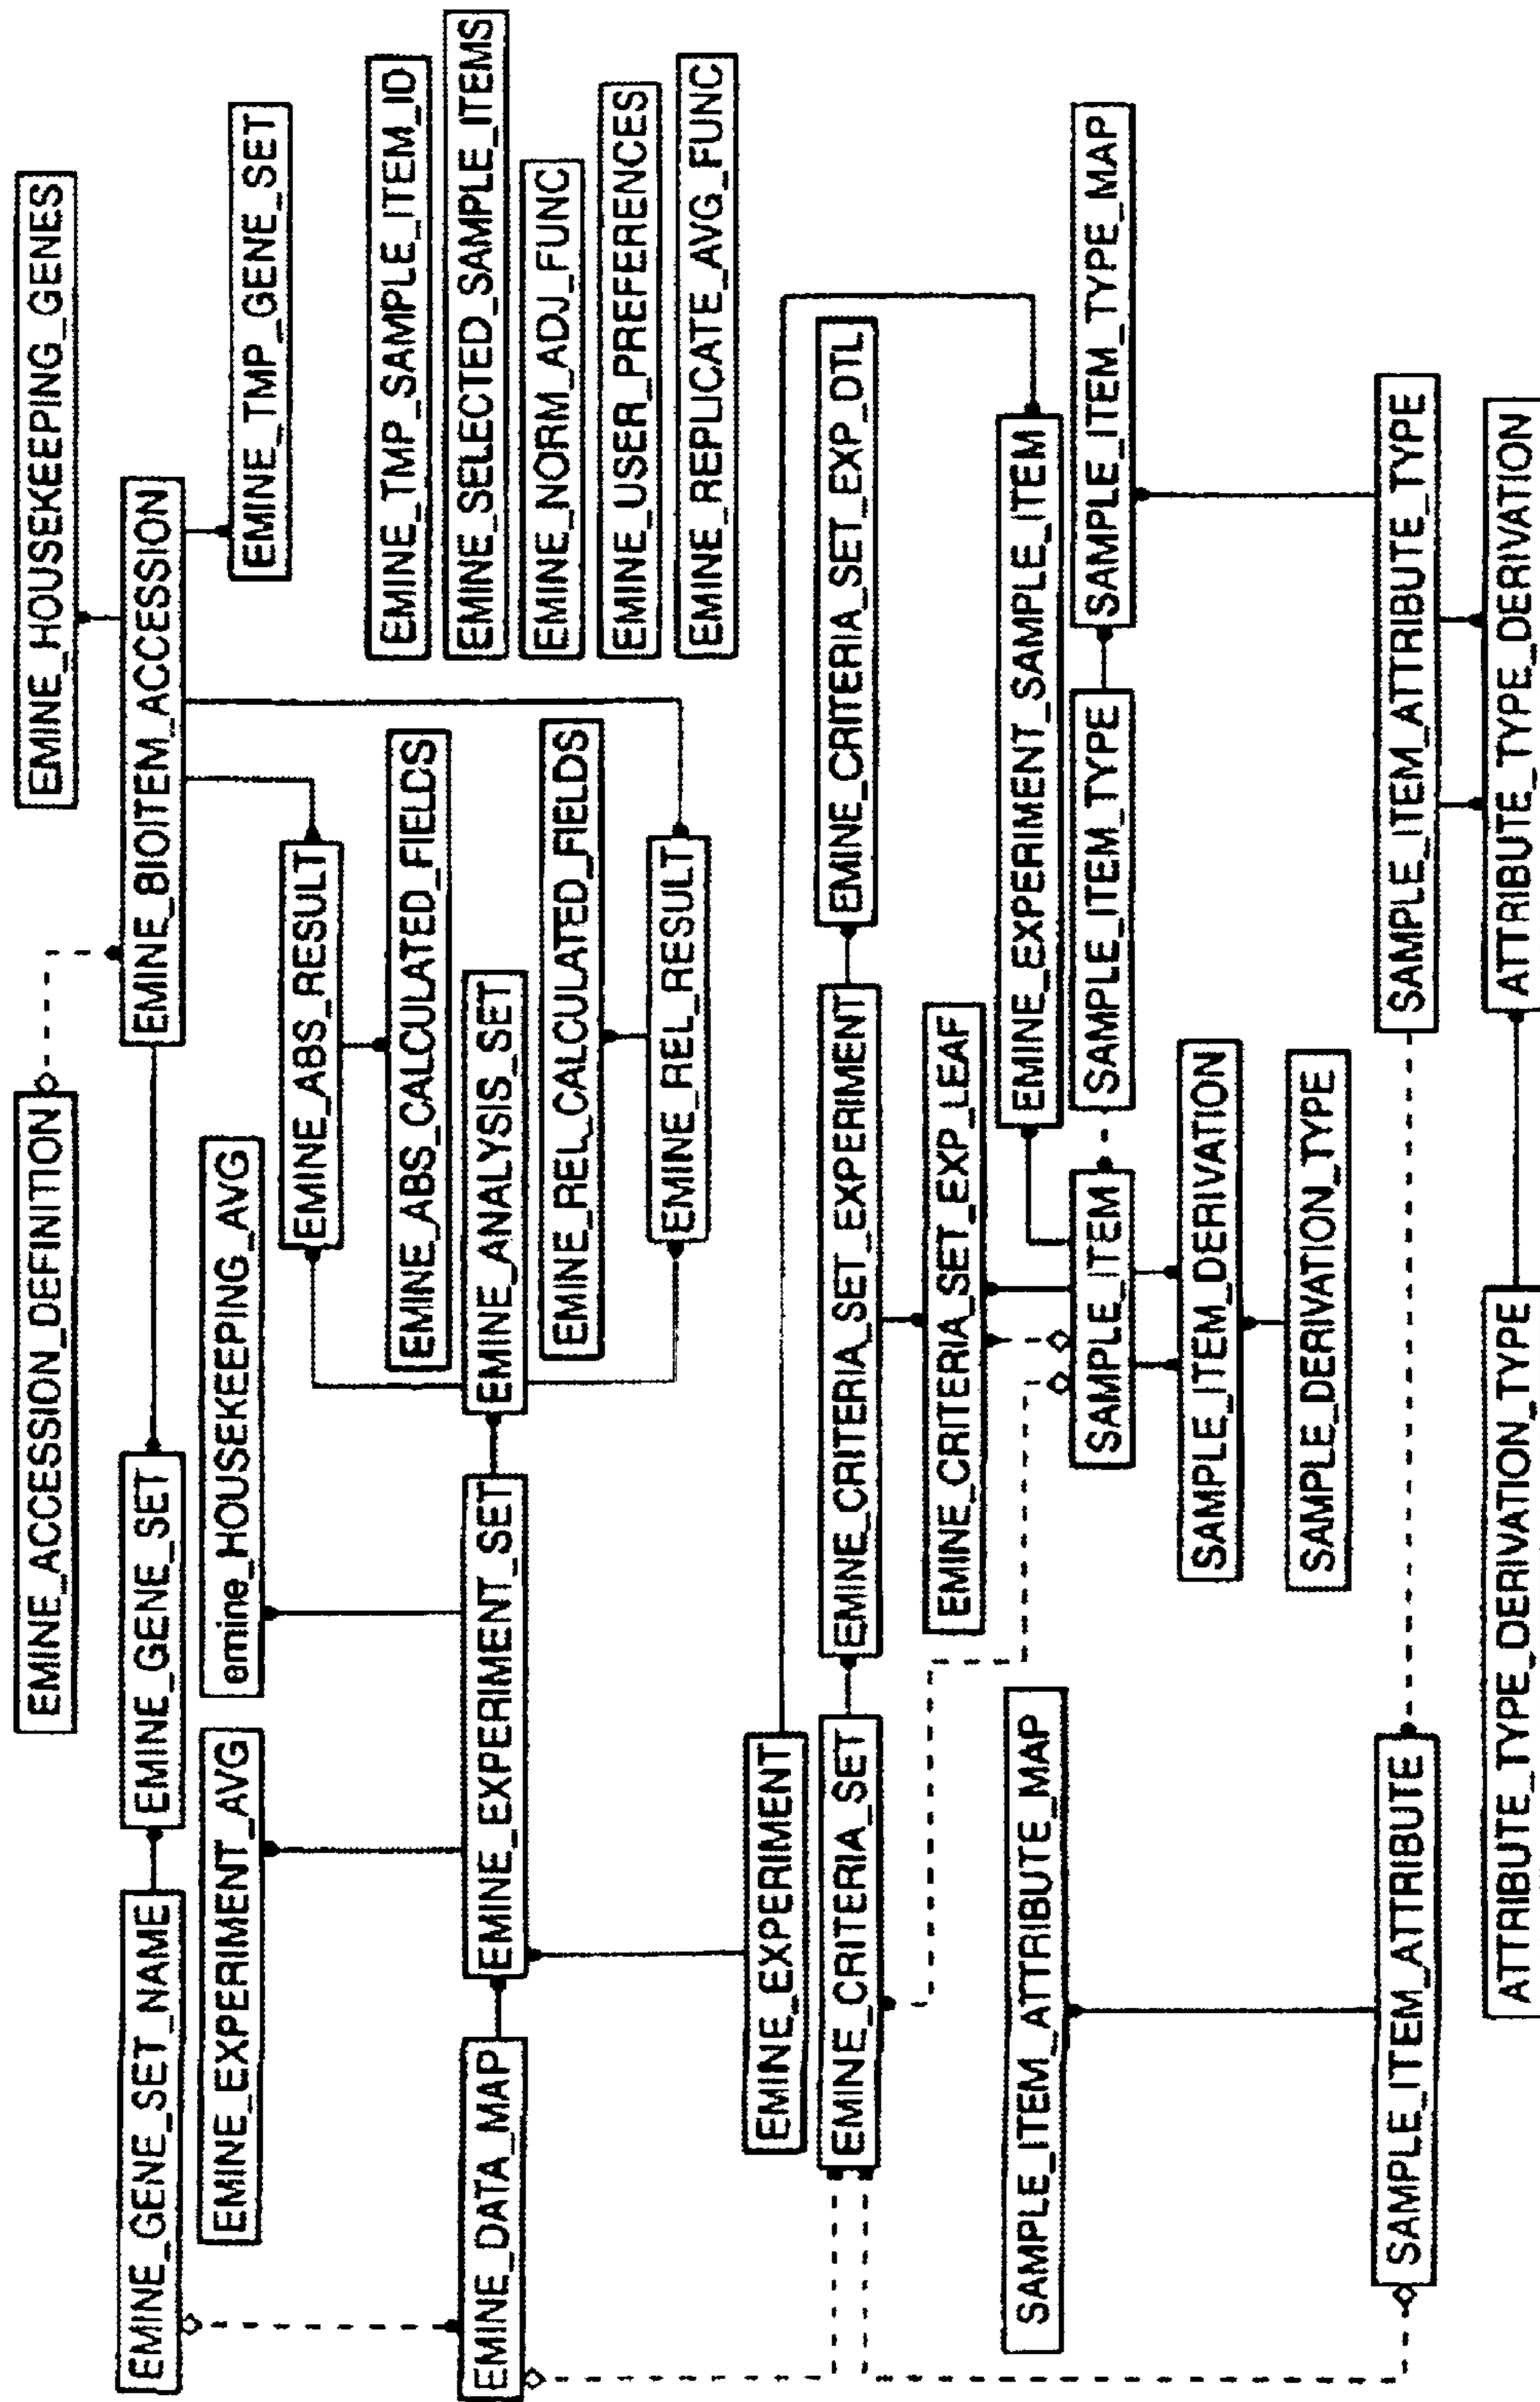 EMINE_HOUSEKEEPING_GENES
EMINE_ACCESSION_DEFINITION
EMINE_GENE_SET_NAME
EMINE_GENE_SET
EMINE_BIOITEM_ACCESSION
EMINE_TMP_GENE_SET
EMINE_EXPERIMENT_AVG
emine_HOUSEKEEPING_AVG
EMINE_ABS_RESULT
EMINE_TMP_SAMPLE_ITEM_ID
EMINE_ABS_CALCULATED_FIELDS
EMINE_SELECTED_SAMPLE_ITEMS
EMINE_DATA_MAP
EMINE_EXPERIMENT_SET
EMINE_ANALYSIS_SET
EMINE_NORM_ADJ_FUNC
EMINE_REL_CALCULATED_FIELDS
EMINE_USER_PREFERENCES
EMINE_REL_RESULT
EMINE_REPLICATE_AVG_FUNC
EMINE_EXPERIMENT
EMINE_CRITERIA_SET
EMINE_CRITERIA_SET_EXPERIMENT
EMINE_CRITERIA_SET_EXP_DTL
EMINE_CRITERIA_SET_EXP_LEAF
SAMPLE_ITEM_ATTRIBUTE_MAP
EMINE_EXPERIMENT_SAMPLE_ITEM
SAMPLE_ITEM
SAMPLE_ITEM_TYPE
SAMPLE_ITEM_TYPE_MAP
SAMPLE_ITEM_DERIVATION
SAMPLE_DERIVATION_TYPE
SAMPLE_ITEM_ATTRIBUTE
SAMPLE_ITEM_ATTRIBUTE_TYPE
ATTRIBUTE_TYPE_DERIVATION_TYPE
ATTRIBUTE_TYPE_DERIVATION